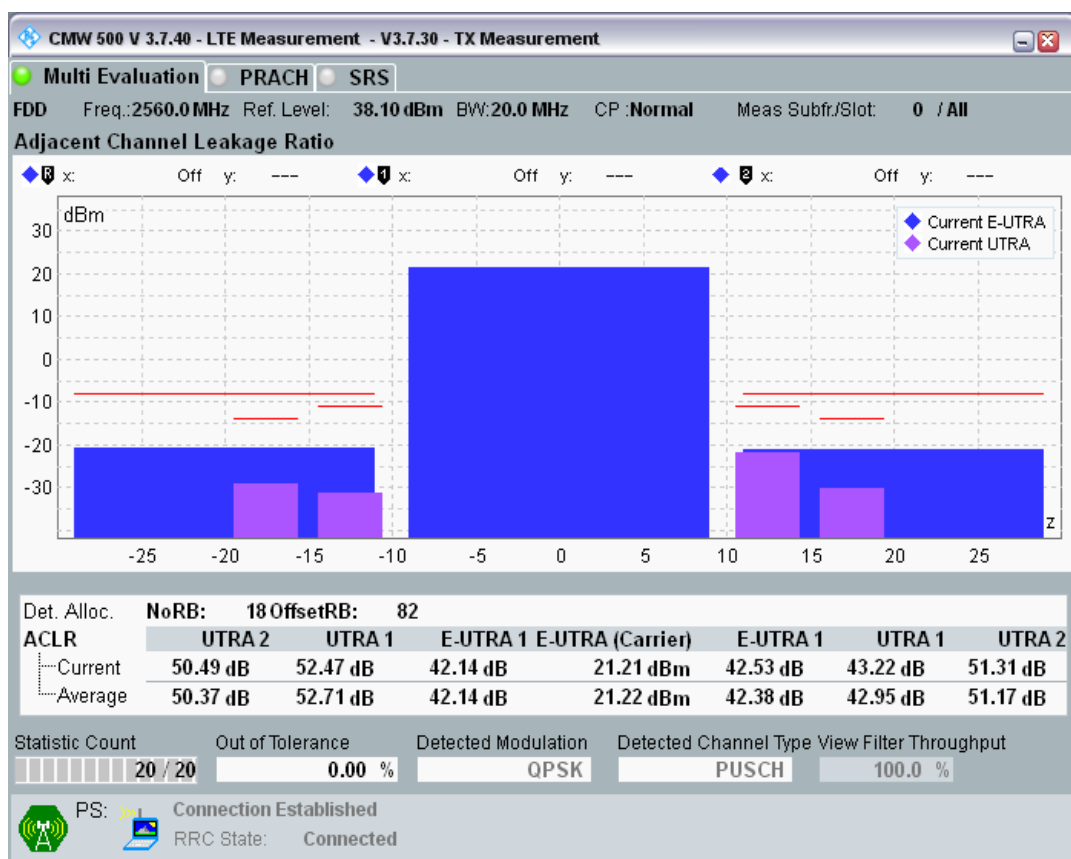 CMW 500 V 3.7.40 - LTE Measurement - V3.7.30 - TX Measurement
Multi Evaluation PRACH SRS
FDD Freq.:2560.0 MHz Ref. Level: 38.10 dBm BW:20.0 MHz CP :Normal Meas Subfr./Slot: 0 / All
Adjacent Channel Leakage Ratio
R x: Off y: --- 1 x: Off y: --- 2 x: Off y: ---
dBm
Current E-UTRA
Current UTRA
30
20
10
0
-10
-20
-30
z
-25 -20 -15 -10 -5 0 5 10 15 20 25
Det. Alloc. NoRB: 18 OffsetRB: 82
ACLR UTRA 2 UTRA 1 E-UTRA 1 E-UTRA (Carrier) E-UTRA 1 UTRA 1 UTRA 2
Current 50.49 dB 52.47 dB 42.14 dB 21.21 dBm 42.53 dB 43.22 dB 51.31 dB
Average 50.37 dB 52.71 dB 42.14 dB 21.22 dBm 42.38 dB 42.95 dB 51.17 dB
Statistic Count Out of Tolerance Detected Modulation Detected Channel Type View Filter Throughput
20 / 20 0.00 % QPSK PUSCH 100.0 %
PS: Connection Established
RRC State: Connected